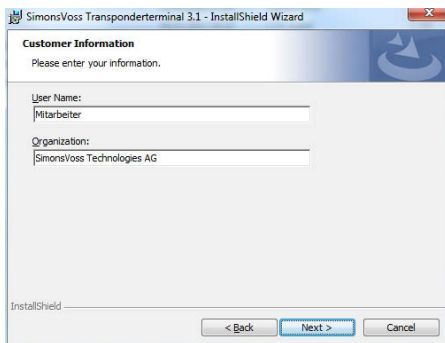 SimonsVoss Transponderterminal 3.1 - InstallShield Wizard
Customer Information
Please enter your information.
User Name:
Mitarbeiter
Organization:
SimonsVoss Technologies AG
InstallShield
< Back
Next >
Cancel